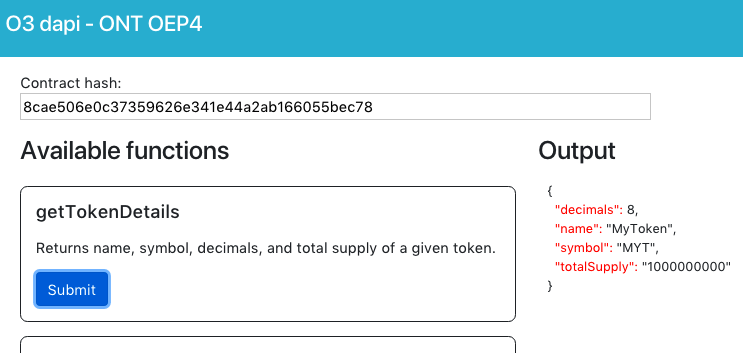 O3 dapi - ONT OEP4
Contract hash:
8cae506e0c37359626e341e44a2ab166055bec78
Available functions
getTokenDetails
Returns name, symbol, decimals, and total supply of a given token.
Submit
Output
{
"decimals": 8,
"name": "MyToken",
"symbol": "MYT",
"totalSupply": "1000000000"
}